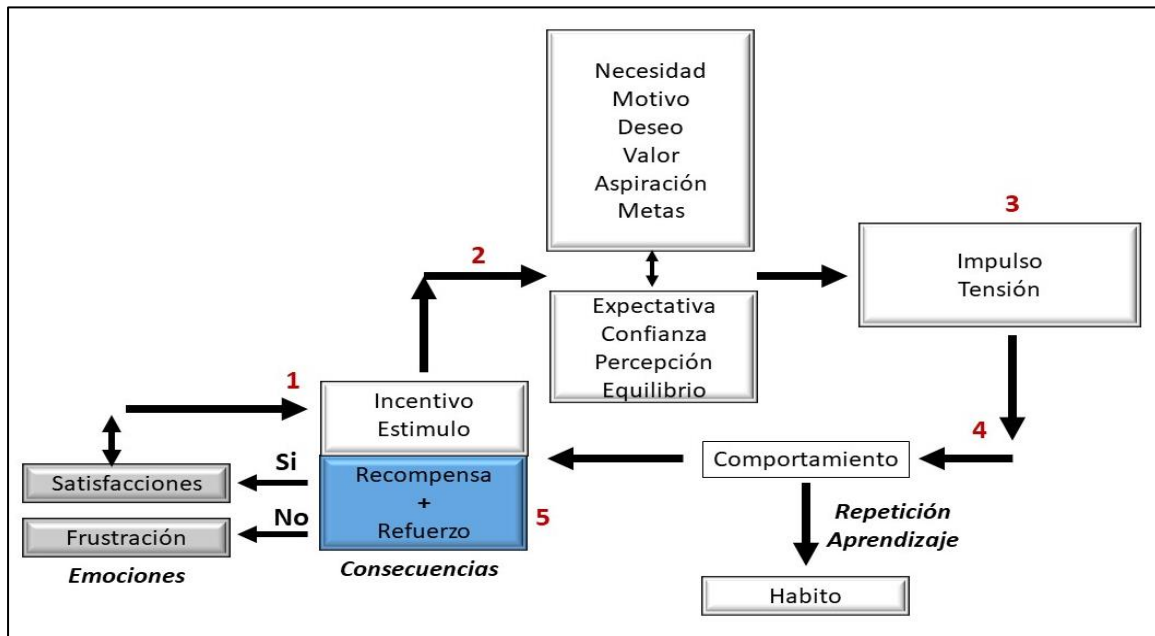 Necesidad
Motivo
Deseo
Valor
Aspiración
Metas
3
2
Impulso
Tensión
Expectativa
Confianza
Percepción
Equilibrio
1
Incentivo
Estimulo
4
Comportamiento
Si
Satisfacciones
Recompensa
+
Refuerzo
5
No
Frustración
Repetición
Aprendizaje
Emociones
Consecuencias
Habito